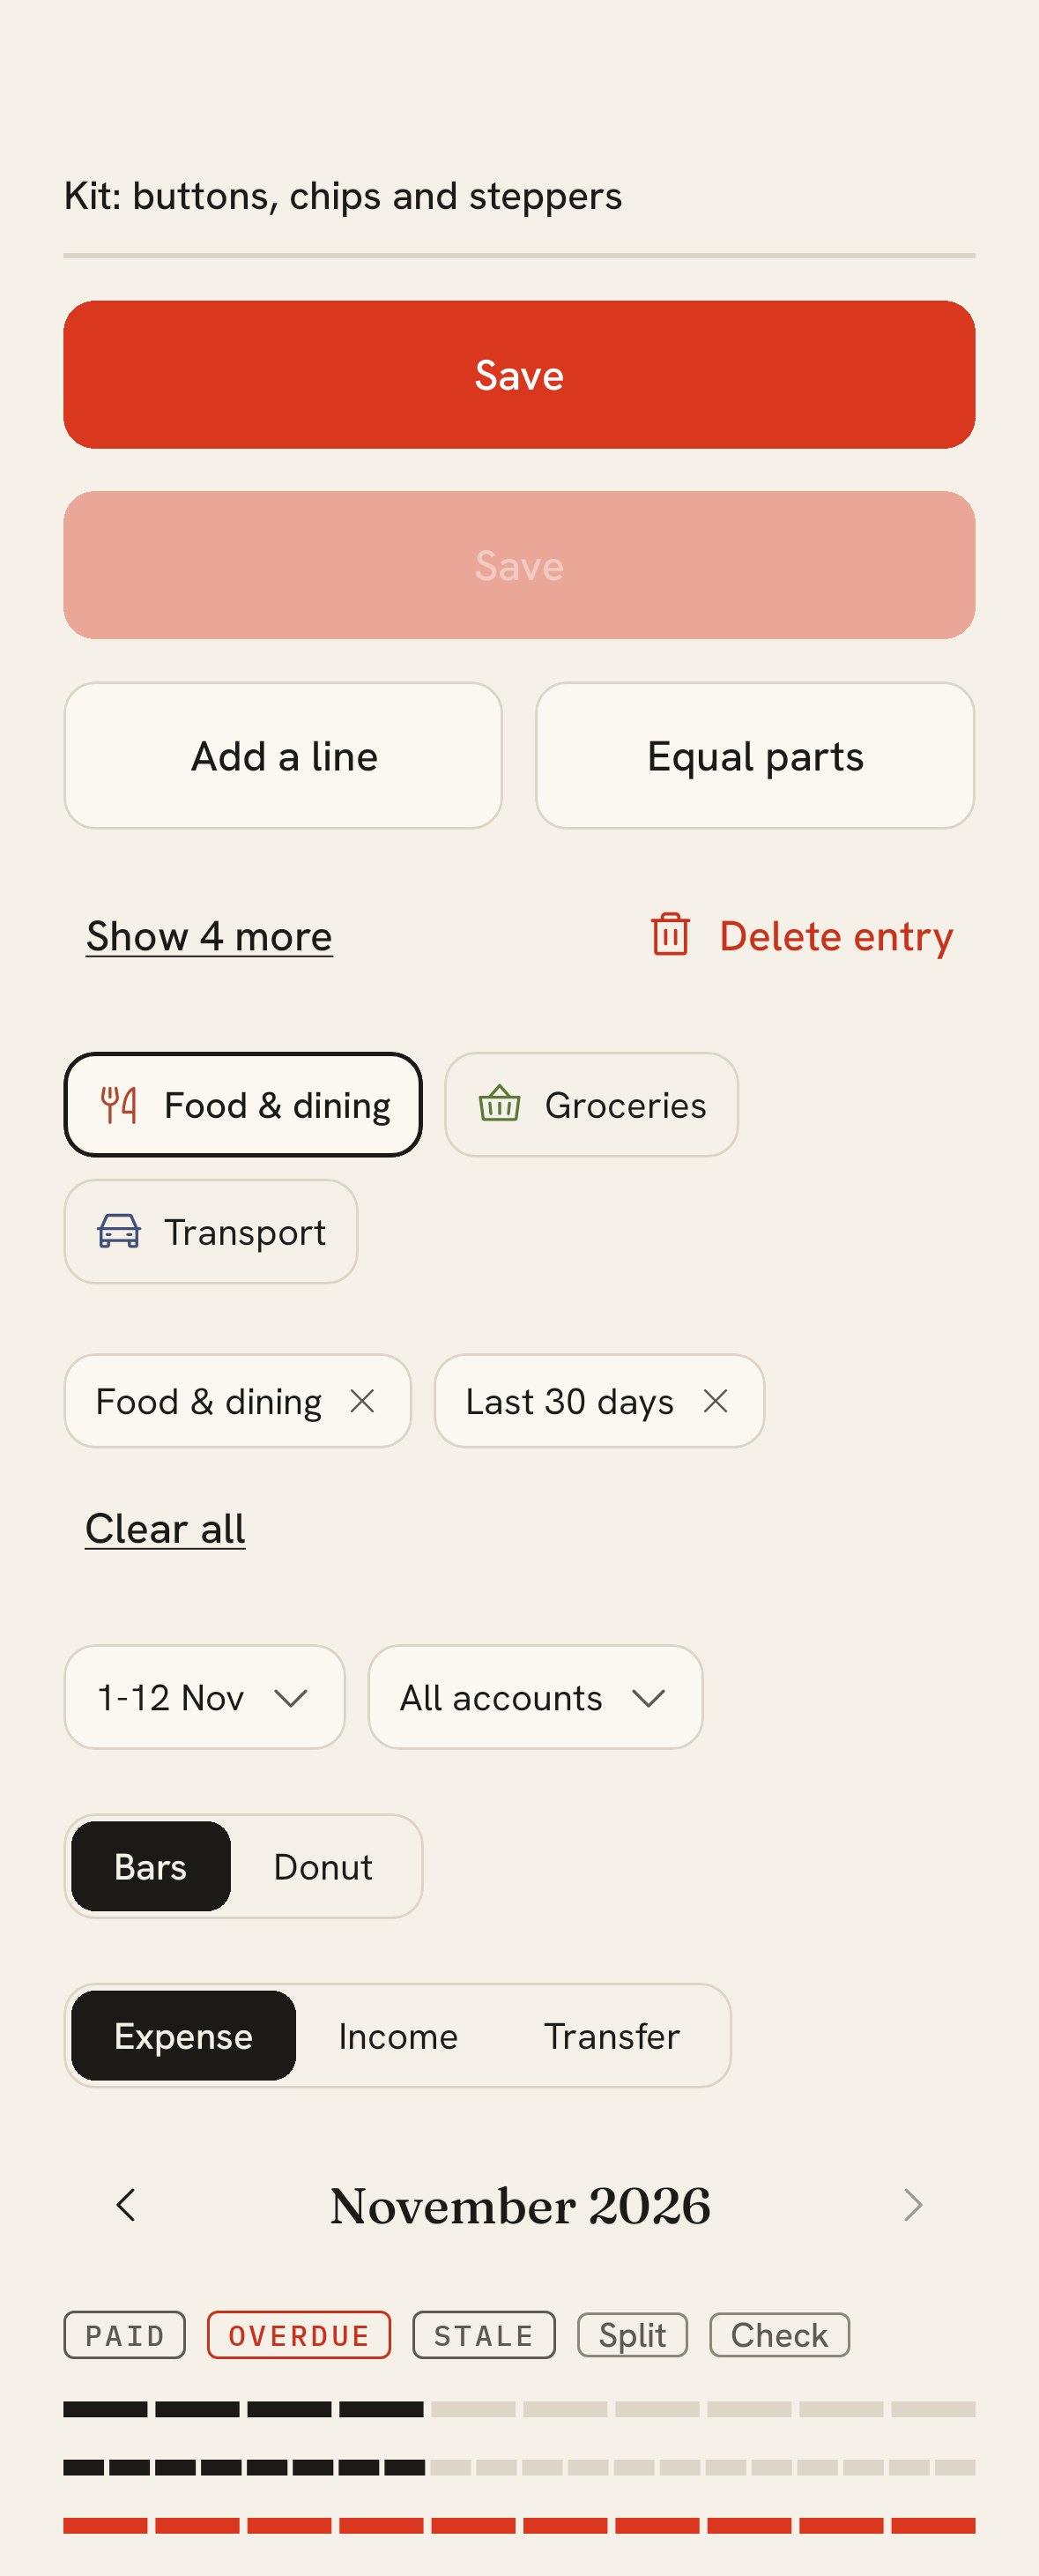 Kit: buttons, chips and steppers
Save
Save
Add a line Equal parts
Show 4 more Delete entry
Food & dining Groceries
Transport
Food & dining Last 30 days
Clear all
1-12 Nov All accounts
Bars Donut
Expense Income Transfer
November 2026
PAID OVERDUE STALE Split Check